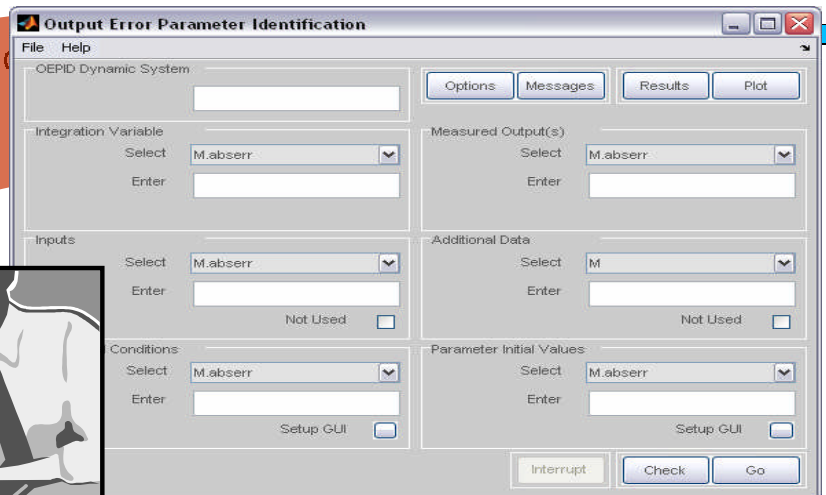 Output Error Parameter Identification
File Help
OEPID Dynamic System
Options Messages Results Plot
Integration Variable
Select M.abserr
Enter
Measured Output(s)
Select M.abserr
Enter
Inputs
Select M.abserr
Enter
Not Used
Additional Data
Select M
Enter
Not Used
Conditions
Select M.abserr
Enter
Setup GUI
Parameter Initial Values
Select M.abserr
Enter
Setup GUI
Interrupt Check Go